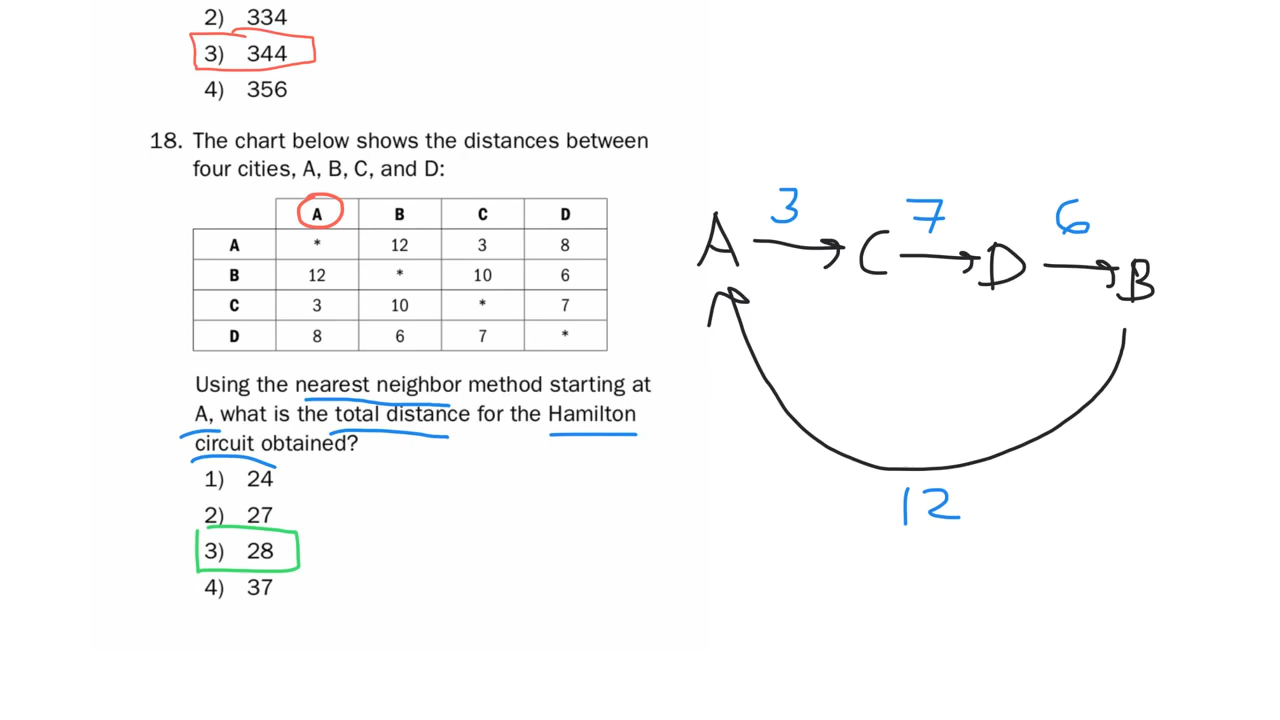 2) 334
3) 344
4) 356
18. The chart below shows the distances between
four cities, A, B, C, and D:
A B C D
A * 12 3 8
B 12 * 10 6
C 3 10 * 7
D 8 6 7 *
Using the nearest neighbor method starting at
A, what is the total distance for the Hamilton
circuit obtained?
1) 24
2) 27
3) 28
4) 37
3 7 6
A C D B
12